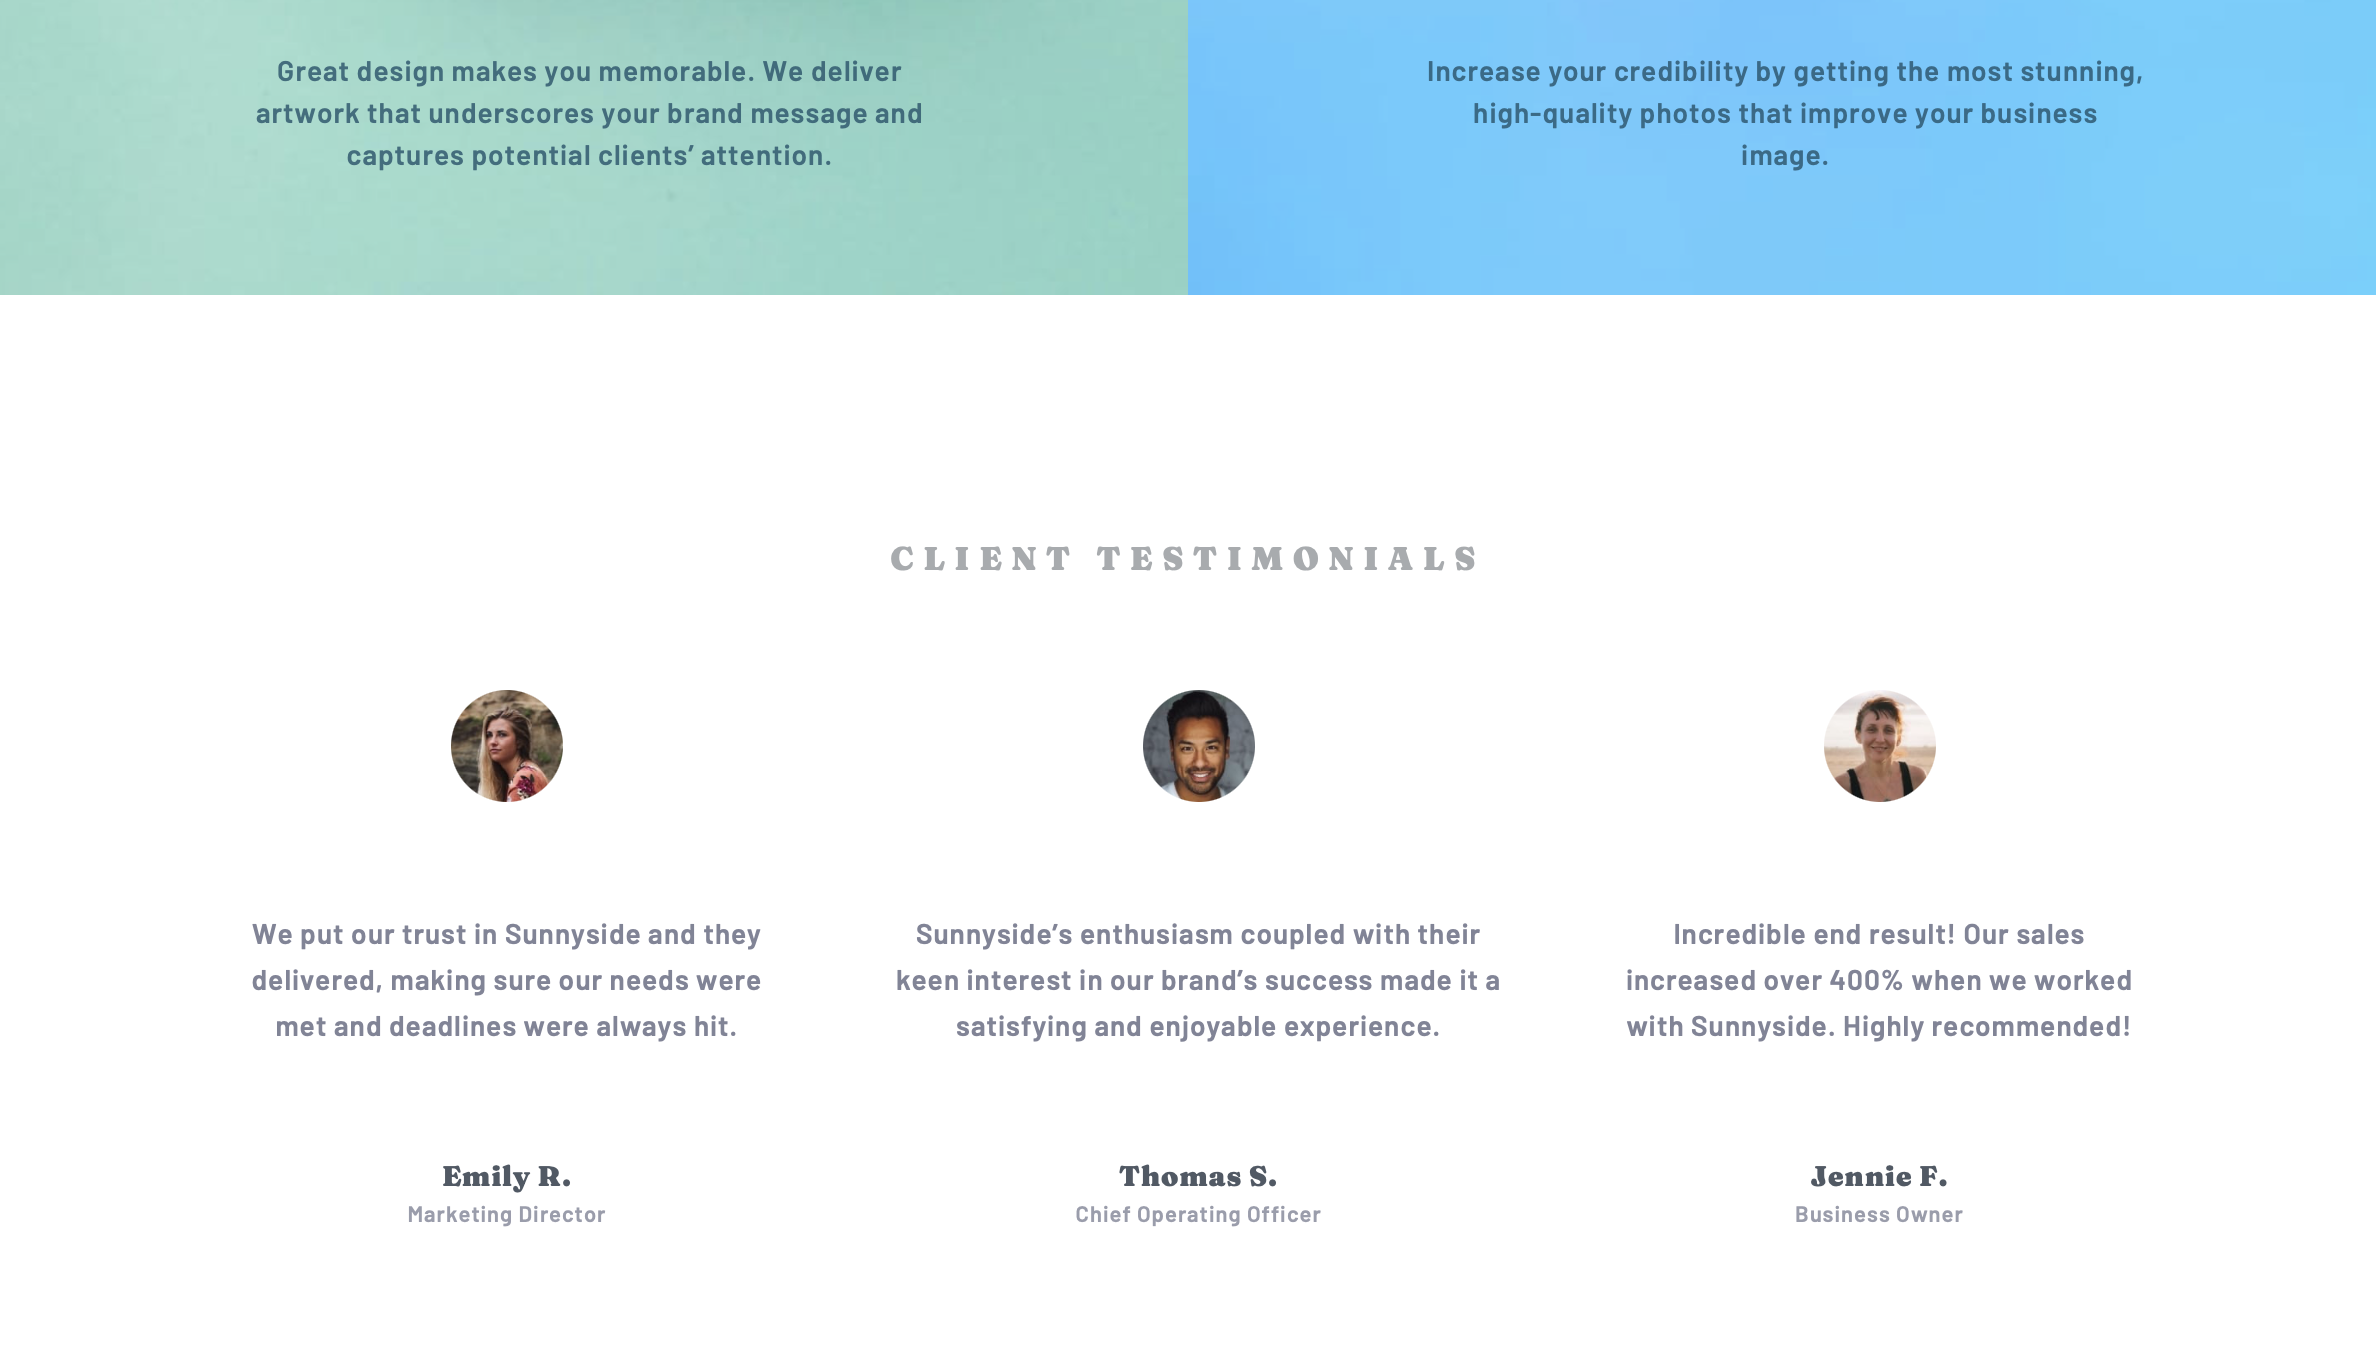 Great design makes you memorable. We deliver
artwork that underscores your brand message and
captures potential clients’ attention.
Increase your credibility by getting the most stunning,
high-quality photos that improve your business
image.
CLIENT TESTIMONIALS
We put our trust in Sunnyside and they
delivered, making sure our needs were
met and deadlines were always hit.
Emily R.
Marketing Director
Sunnyside’s enthusiasm coupled with their
keen interest in our brand’s success made it a
satisfying and enjoyable experience.
Thomas S.
Chief Operating Officer
Incredible end result! Our sales
increased over 400% when we worked
with Sunnyside. Highly recommended!
Jennie F.
Business Owner